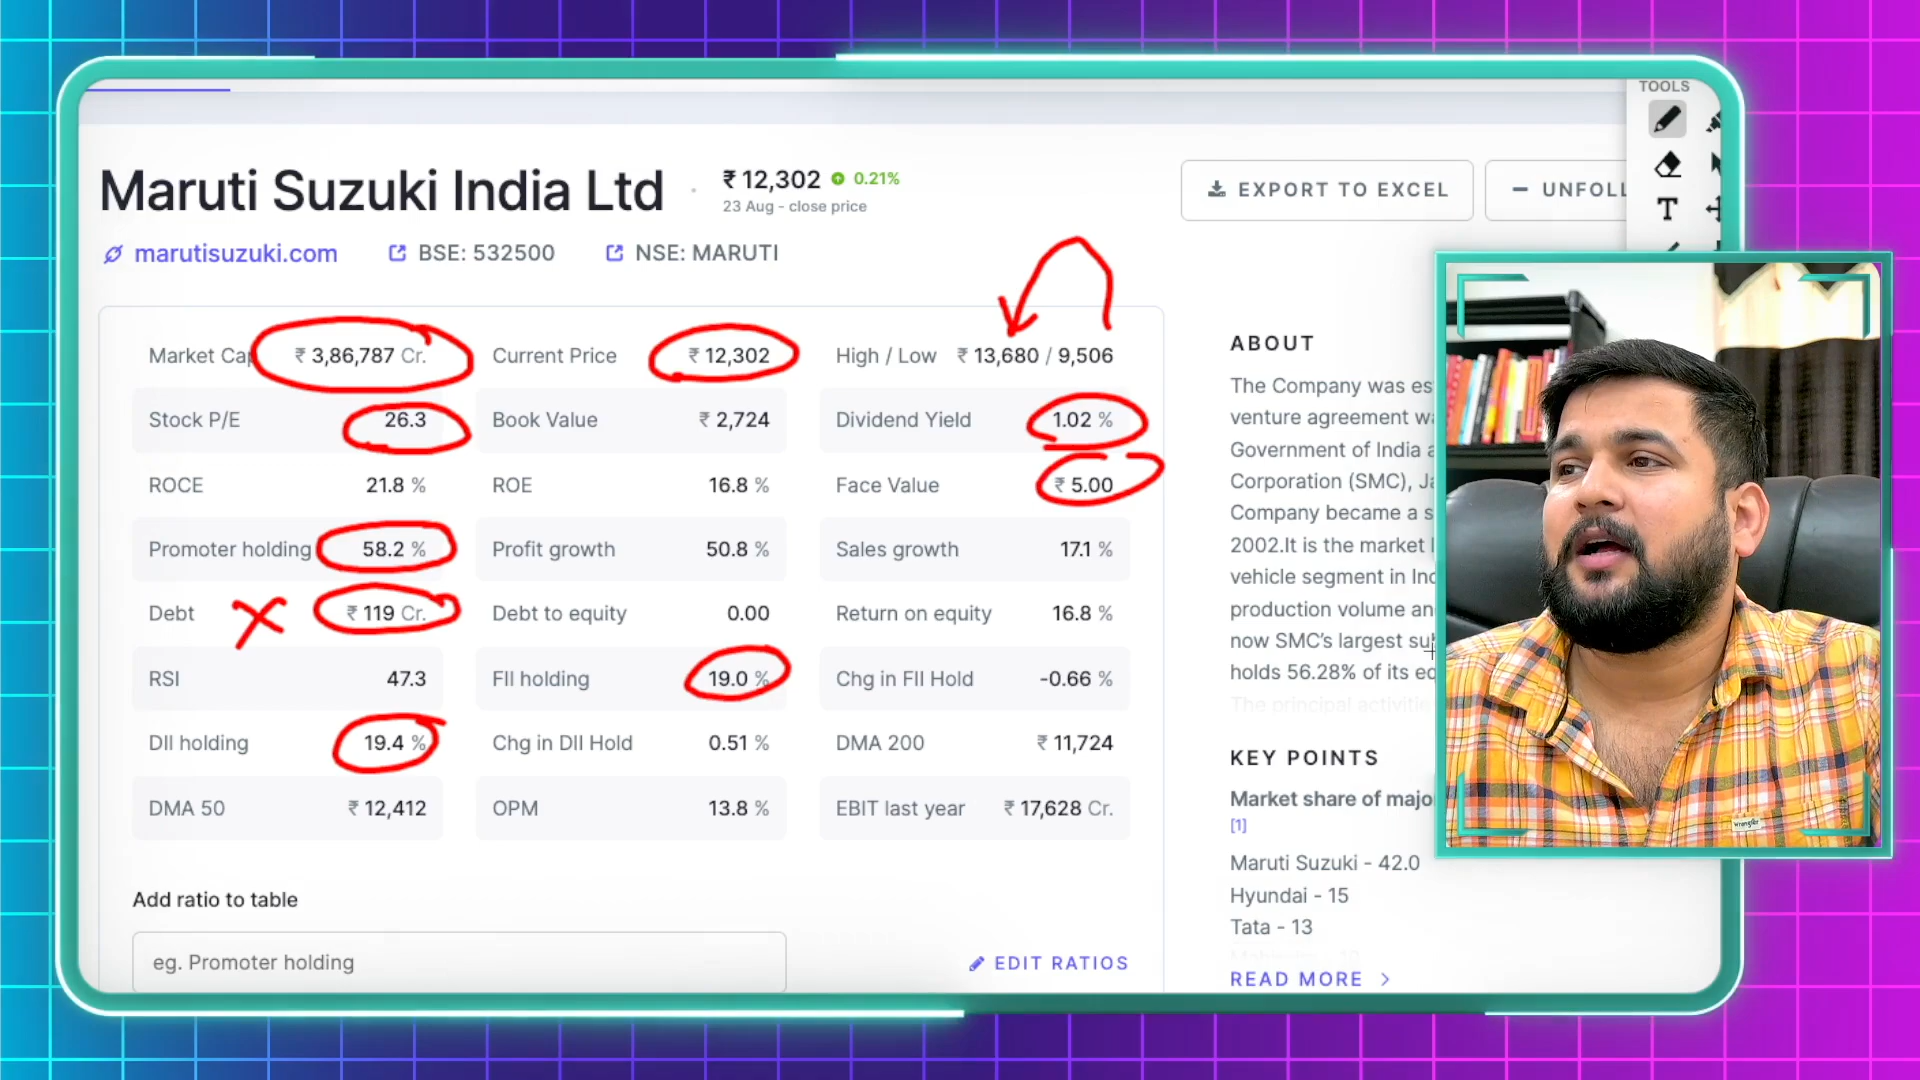 TOOLS
Maruti Suzuki India Ltd
₹ 12,302 0.21%
23 Aug - close price
EXPORT TO EXCEL
UNFOLL
T
marutisuzuki.com
BSE: 532500
NSE: MARUTI
Market Cap ₹ 3,86,787 Cr.
Current Price ₹ 12,302
High / Low ₹ 13,680 / 9,506
Stock P/E 26.3
Book Value ₹ 2,724
Dividend Yield 1.02 %
ROCE 21.8 %
ROE 16.8 %
Face Value ₹ 5.00
Promoter holding 58.2 %
Profit growth 50.8 %
Sales growth 17.1 %
Debt ₹ 119 Cr.
Debt to equity 0.00
Return on equity 16.8 %
RSI 47.3
FII holding 19.0 %
Chg in FII Hold -0.66 %
DII holding 19.4 %
Chg in DII Hold 0.51 %
DMA 200 ₹ 11,724
DMA 50 ₹ 12,412
OPM 13.8 %
EBIT last year ₹ 17,628 Cr.
Add ratio to table
eg. Promoter holding
EDIT RATIOS
ABOUT
The Company was es
venture agreement
Government of India
Corporation (SMC),
Company became a s
2002.It is the market
vehicle segment in
production volume
now SMC's largest
holds 56.28% of its
The principal
KEY POINTS
Market share of majo
[1]
Maruti Suzuki - 42.0
Hyundai - 15
Tata - 13
READ MORE
Wrangler